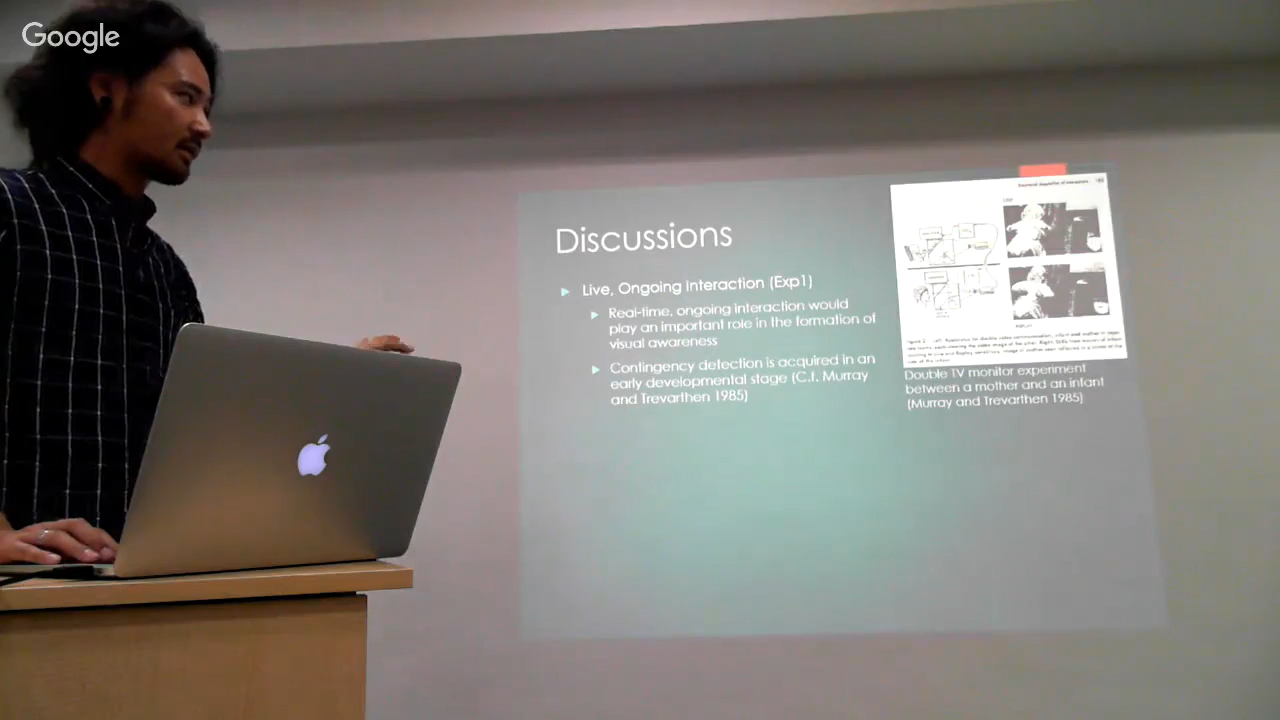 Google
Discussions
Live, Ongoing Interaction (Exp1)
Real-time, ongoing interaction would
play an important role in the formation of
visual awareness
Contingency detection is acquired in an
early developmental stage (C.f. Murray
and Trevarthen 1985)
Double TV monitor experiment
between a mother and an infant
(Murray and Trevarthen 1985)